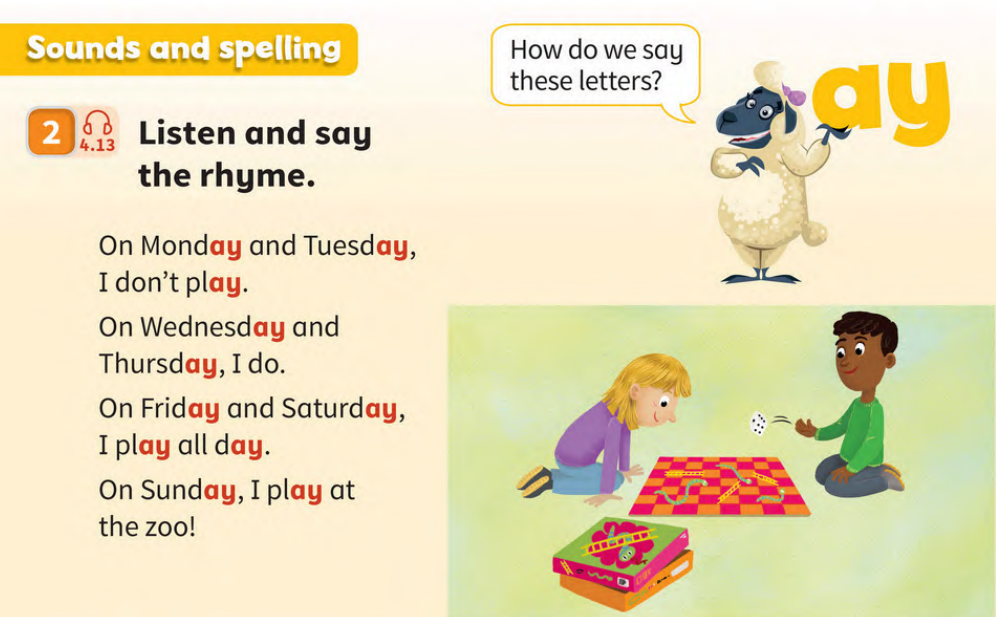 Sounds and spelling
How do we say
these letters?
ay
2
4.13
Listen and say
the rhyme.
On Monday and Tuesday,
I don't play.
On Wednesday and
Thursday, I do.
On Friday and Saturday,
I play all day.
On Sunday, I play at
the zoo!